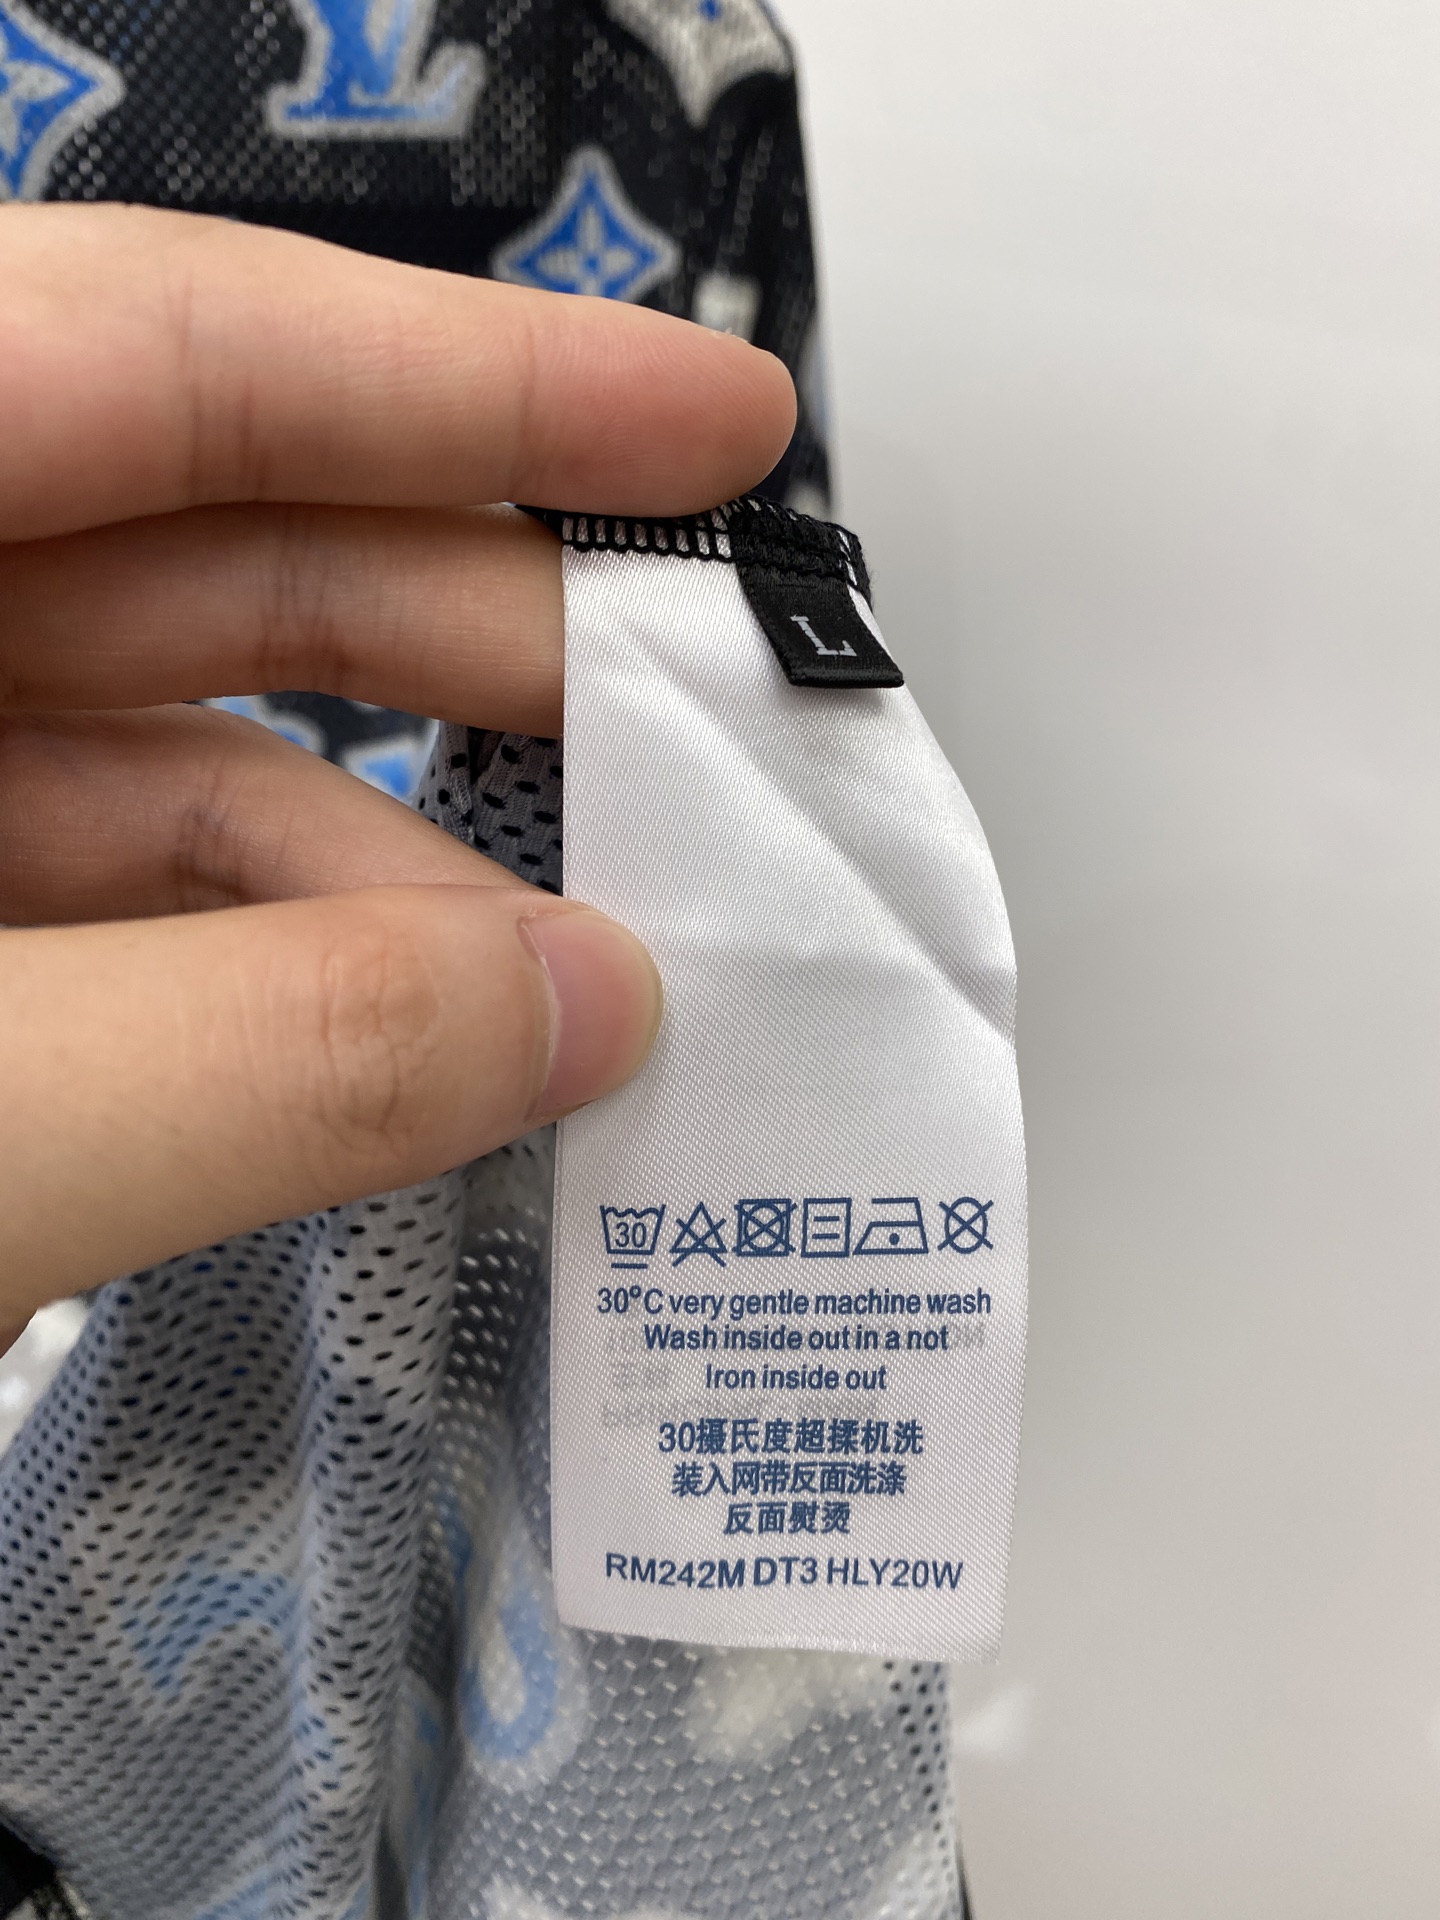 L
30
30°C very gentle machine wash
Wash inside out in a not
Iron inside out
30摄氏度超揉机洗
装入网带反面洗涤
反面熨烫
RM242M DT3 HLY20W